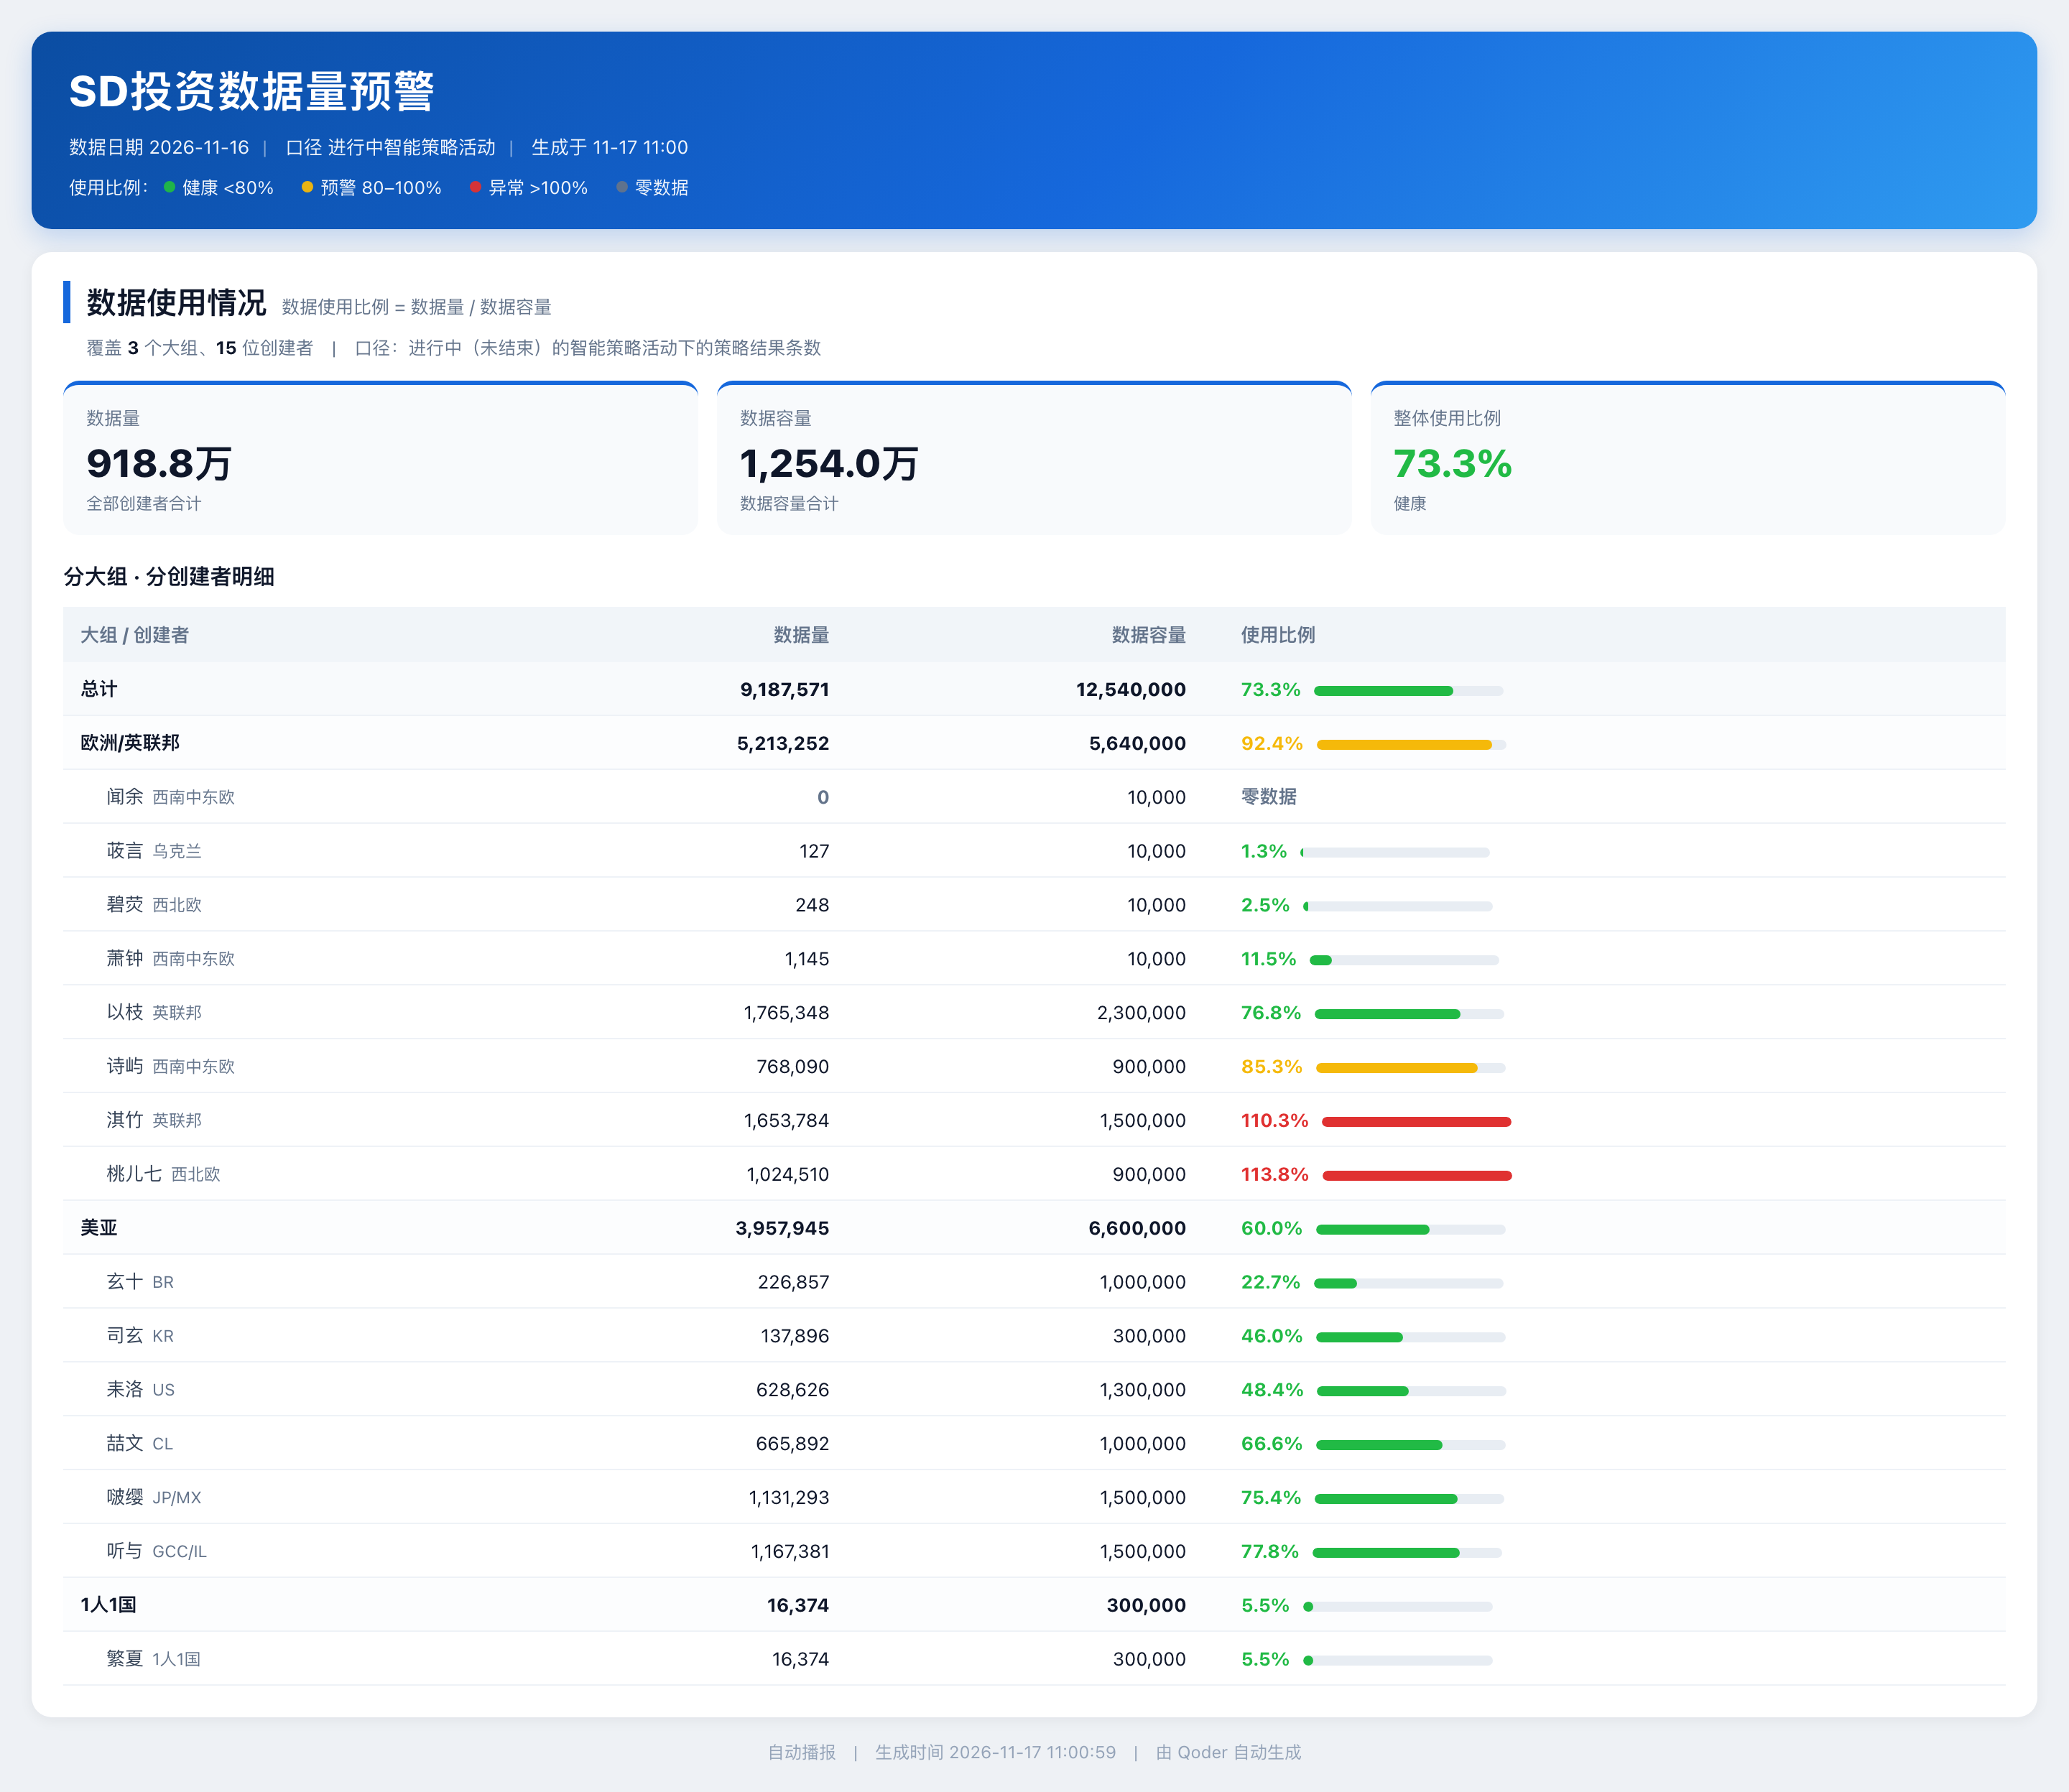 SD投资数据量预警
数据日期 2026-11-16 | 口径 进行中智能策略活动 | 生成于 11-17 11:00
使用比例： 健康 <80% 预警 80–100% 异常 >100% 零数据
数据使用情况 数据使用比例 = 数据量 / 数据容量
覆盖 3 个大组、15 位创建者 | 口径：进行中（未结束）的智能策略活动下的策略结果条数
数据量
918.8万
全部创建者合计
数据容量
1,254.0万
数据容量合计
整体使用比例
73.3%
健康
分大组 · 分创建者明细
大组 / 创建者 数据量 数据容量 使用比例
总计 9,187,571 12,540,000 73.3%
欧洲/英联邦 5,213,252 5,640,000 92.4%
闻余 西南中东欧 0 10,000 零数据
荍言 乌克兰 127 10,000 1.3%
碧荧 西北欧 248 10,000 2.5%
萧钟 西南中东欧 1,145 10,000 11.5%
以枝 英联邦 1,765,348 2,300,000 76.8%
诗屿 西南中东欧 768,090 900,000 85.3%
淇竹 英联邦 1,653,784 1,500,000 110.3%
桃儿七 西北欧 1,024,510 900,000 113.8%
美亚 3,957,945 6,600,000 60.0%
玄十 BR 226,857 1,000,000 22.7%
司玄 KR 137,896 300,000 46.0%
耒洛 US 628,626 1,300,000 48.4%
喆文 CL 665,892 1,000,000 66.6%
啵缨 JP/MX 1,131,293 1,500,000 75.4%
听与 GCC/IL 1,167,381 1,500,000 77.8%
1人1国 16,374 300,000 5.5%
繁夏 1人1国 16,374 300,000 5.5%
自动播报 | 生成时间 2026-11-17 11:00:59 | 由 Qoder 自动生成